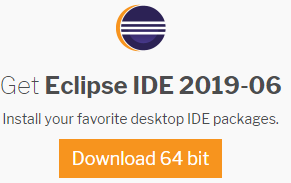 Get Eclipse IDE 2019-06
Install your favorite desktop IDE packages.
Download 64 bit